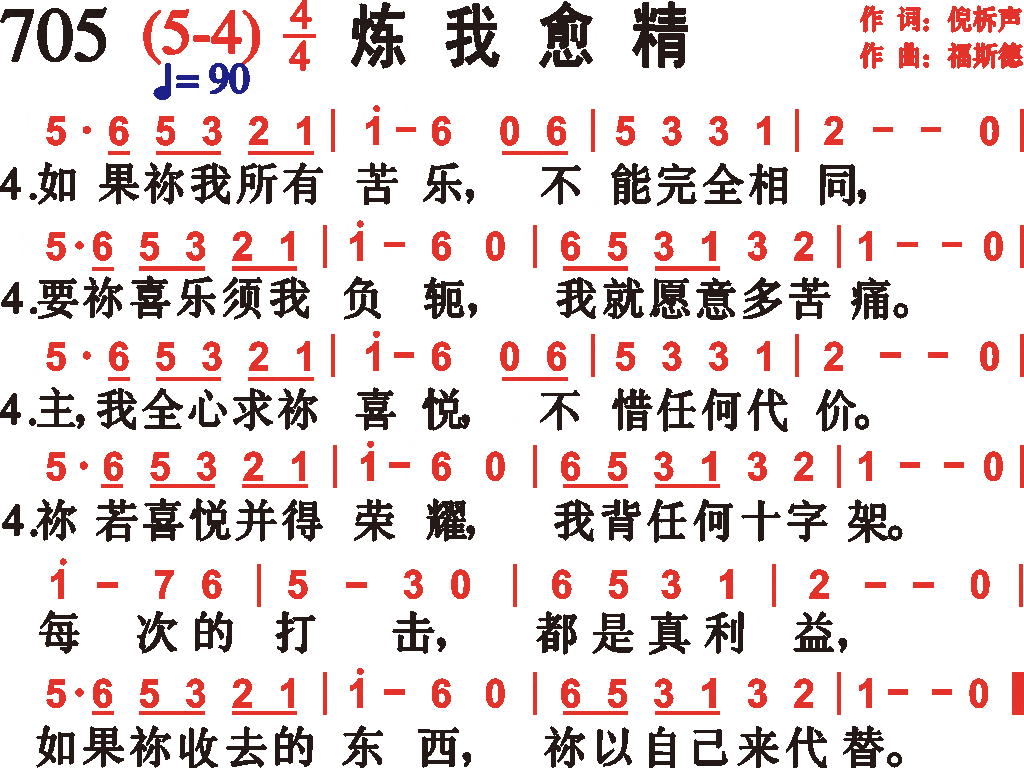 705 (5-4) 4/4 炼我愈精 作 词：倪柝声
♩= 90 作 曲：福斯德
5·6 5 3 2 1 | i – 6 0 6 | 5 3 3 1 | 2 – – 0 |
4.如果祢我所有苦乐，不能完全相同，
5·6 5 3 2 1 | i – 6 0 | 6 5 3 1 3 2 | 1 – – 0 |
4.要祢喜乐须我负轭，我就愿意多苦痛。
5·6 5 3 2 1 | i – 6 0 6 | 5 3 3 1 | 2 – – 0 |
4.主，我全心求祢喜悦，不惜任何代价。
5·6 5 3 2 1 | i – 6 0 | 6 5 3 1 3 2 | 1 – – 0 |
4.祢若喜悦并得荣耀，我背任何十字架。
i – 7 6 | 5 – 3 0 | 6 5 3 1 | 2 – – 0 |
每次的打击，都是真利益，
5·6 5 3 2 1 | i – 6 0 | 6 5 3 1 3 2 | 1 – – 0
如果祢收去的东西，祢以自己来代替。